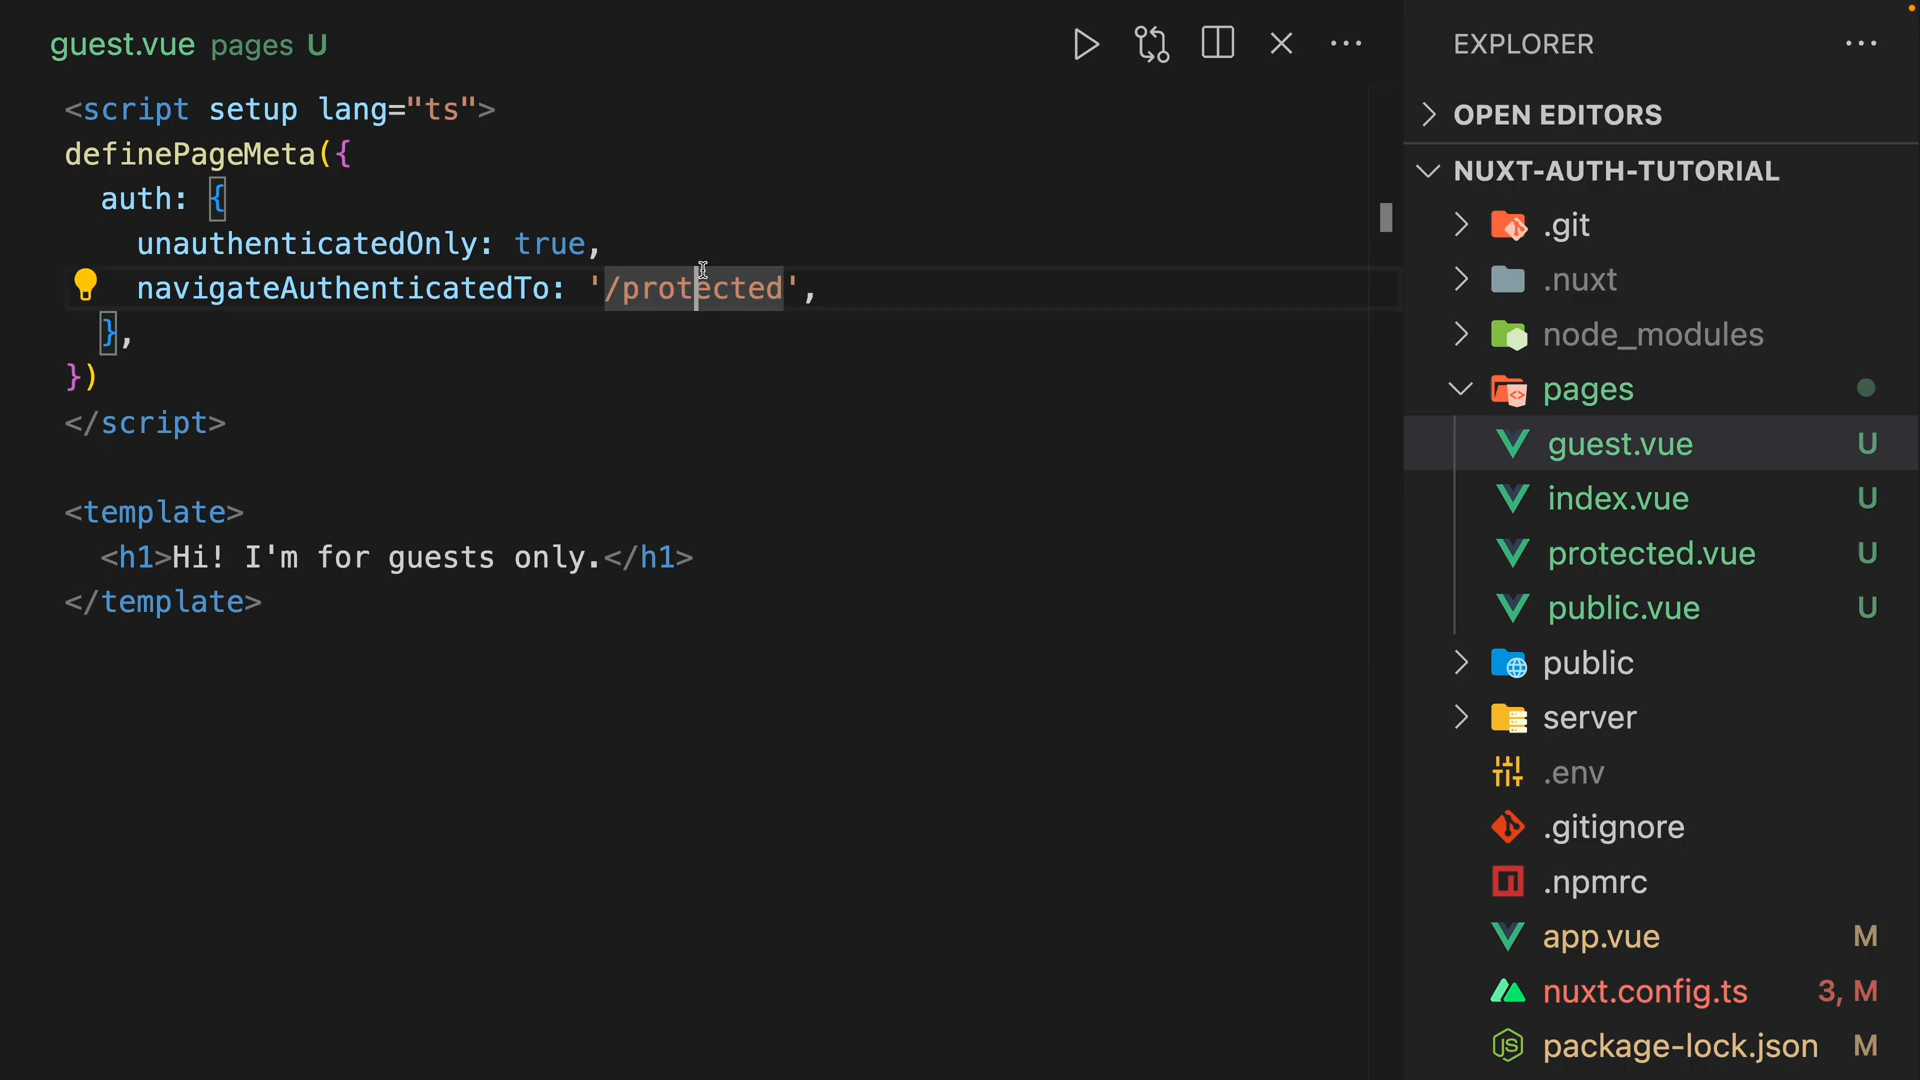 guest.vue pages U
<script setup lang="ts">
definePageMeta({
  auth: {
    unauthenticatedOnly: true,
    navigateAuthenticatedTo: '/protected',
  },
})
</script>
<template>
  <h1>Hi! I'm for guests only.</h1>
</template>
EXPLORER
OPEN EDITORS
NUXT-AUTH-TUTORIAL
.git
.nuxt
node_modules
pages
guest.vue U
index.vue U
protected.vue U
public.vue U
public
server
.env
.gitignore
.npmrc
app.vue M
nuxt.config.ts 3, M
package-lock.json M